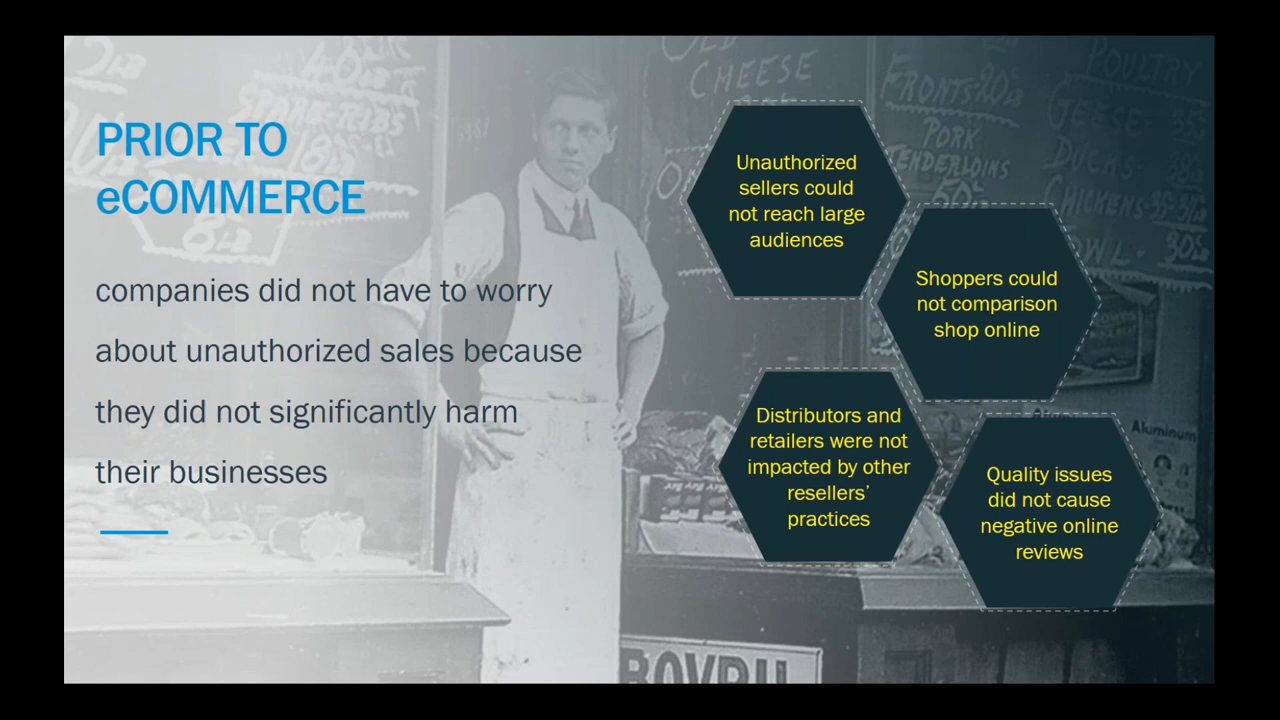 PRIOR TO
eCOMMERCE
companies did not have to worry
about unauthorized sales because
they did not significantly harm
their businesses
Unauthorized
sellers could
not reach large
audiences
Shoppers could
not comparison
shop online
Distributors and
retailers were not
impacted by other
resellers’
practices
Quality issues
did not cause
negative online
reviews
CHEESE
FRONTS 20¢
PORK
TENDERLOINS
50¢
POULTRY
GEESE
DUCKS
CHICKENS
SPARE-RIBS
Aluminum
BOVRIL